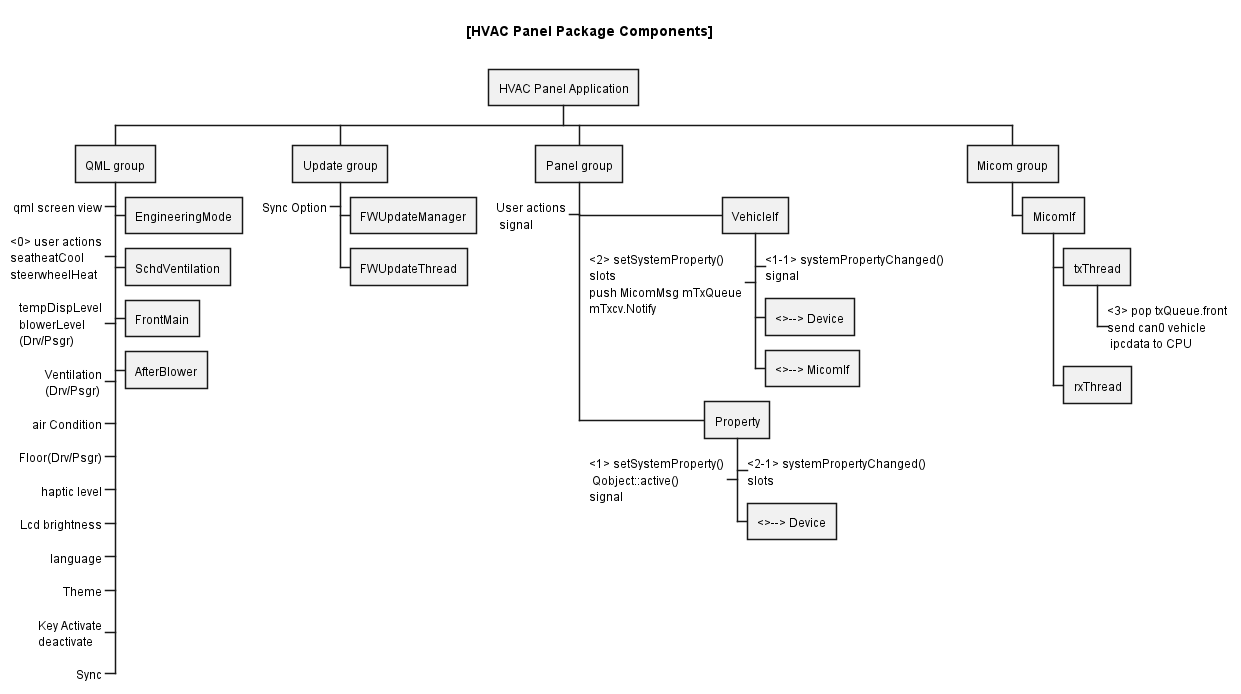 [HVAC Panel Package Components]
HVAC Panel Application
QML group
qml screen view
EngineeringMode
<0> user actions
seatheatCool
steerwheelHeat
SchdVentilation
tempDispLevel
blowerLevel
(Drv/Psgr)
FrontMain
Ventilation
(Drv/Psgr)
AfterBlower
air Condition
Floor(Drv/Psgr)
haptic level
Lcd brightness
language
Theme
Key Activate
deactivate
Sync
Update group
Sync Option
FWUpdateManager
FWUpdateThread
Panel group
User actions
signal
VehicleIf
<2> setSystemProperty()
slots
push MicomMsg mTxQueue
mTxcv.Notify
<1-1> systemPropertyChanged()
signal
<>--> Device
<>--> MicomIf
Property
<1> setSystemProperty()
Qobject::active()
signal
<2-1> systemPropertyChanged()
slots
<>--> Device
Micom group
MicomIf
txThread
<3> pop txQueue.front
send can0 vehicle
ipcdata to CPU
rxThread